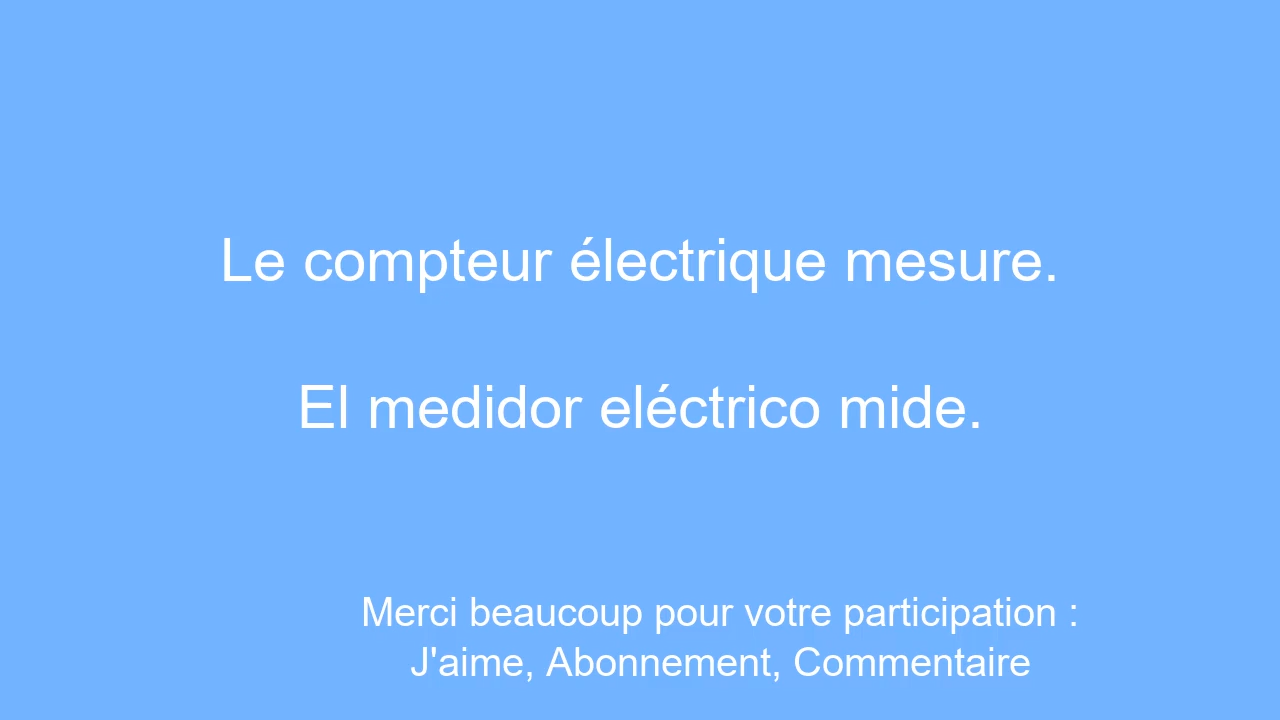 Le compteur électrique mesure.
El medidor eléctrico mide.
Merci beaucoup pour votre participation :
J'aime, Abonnement, Commentaire